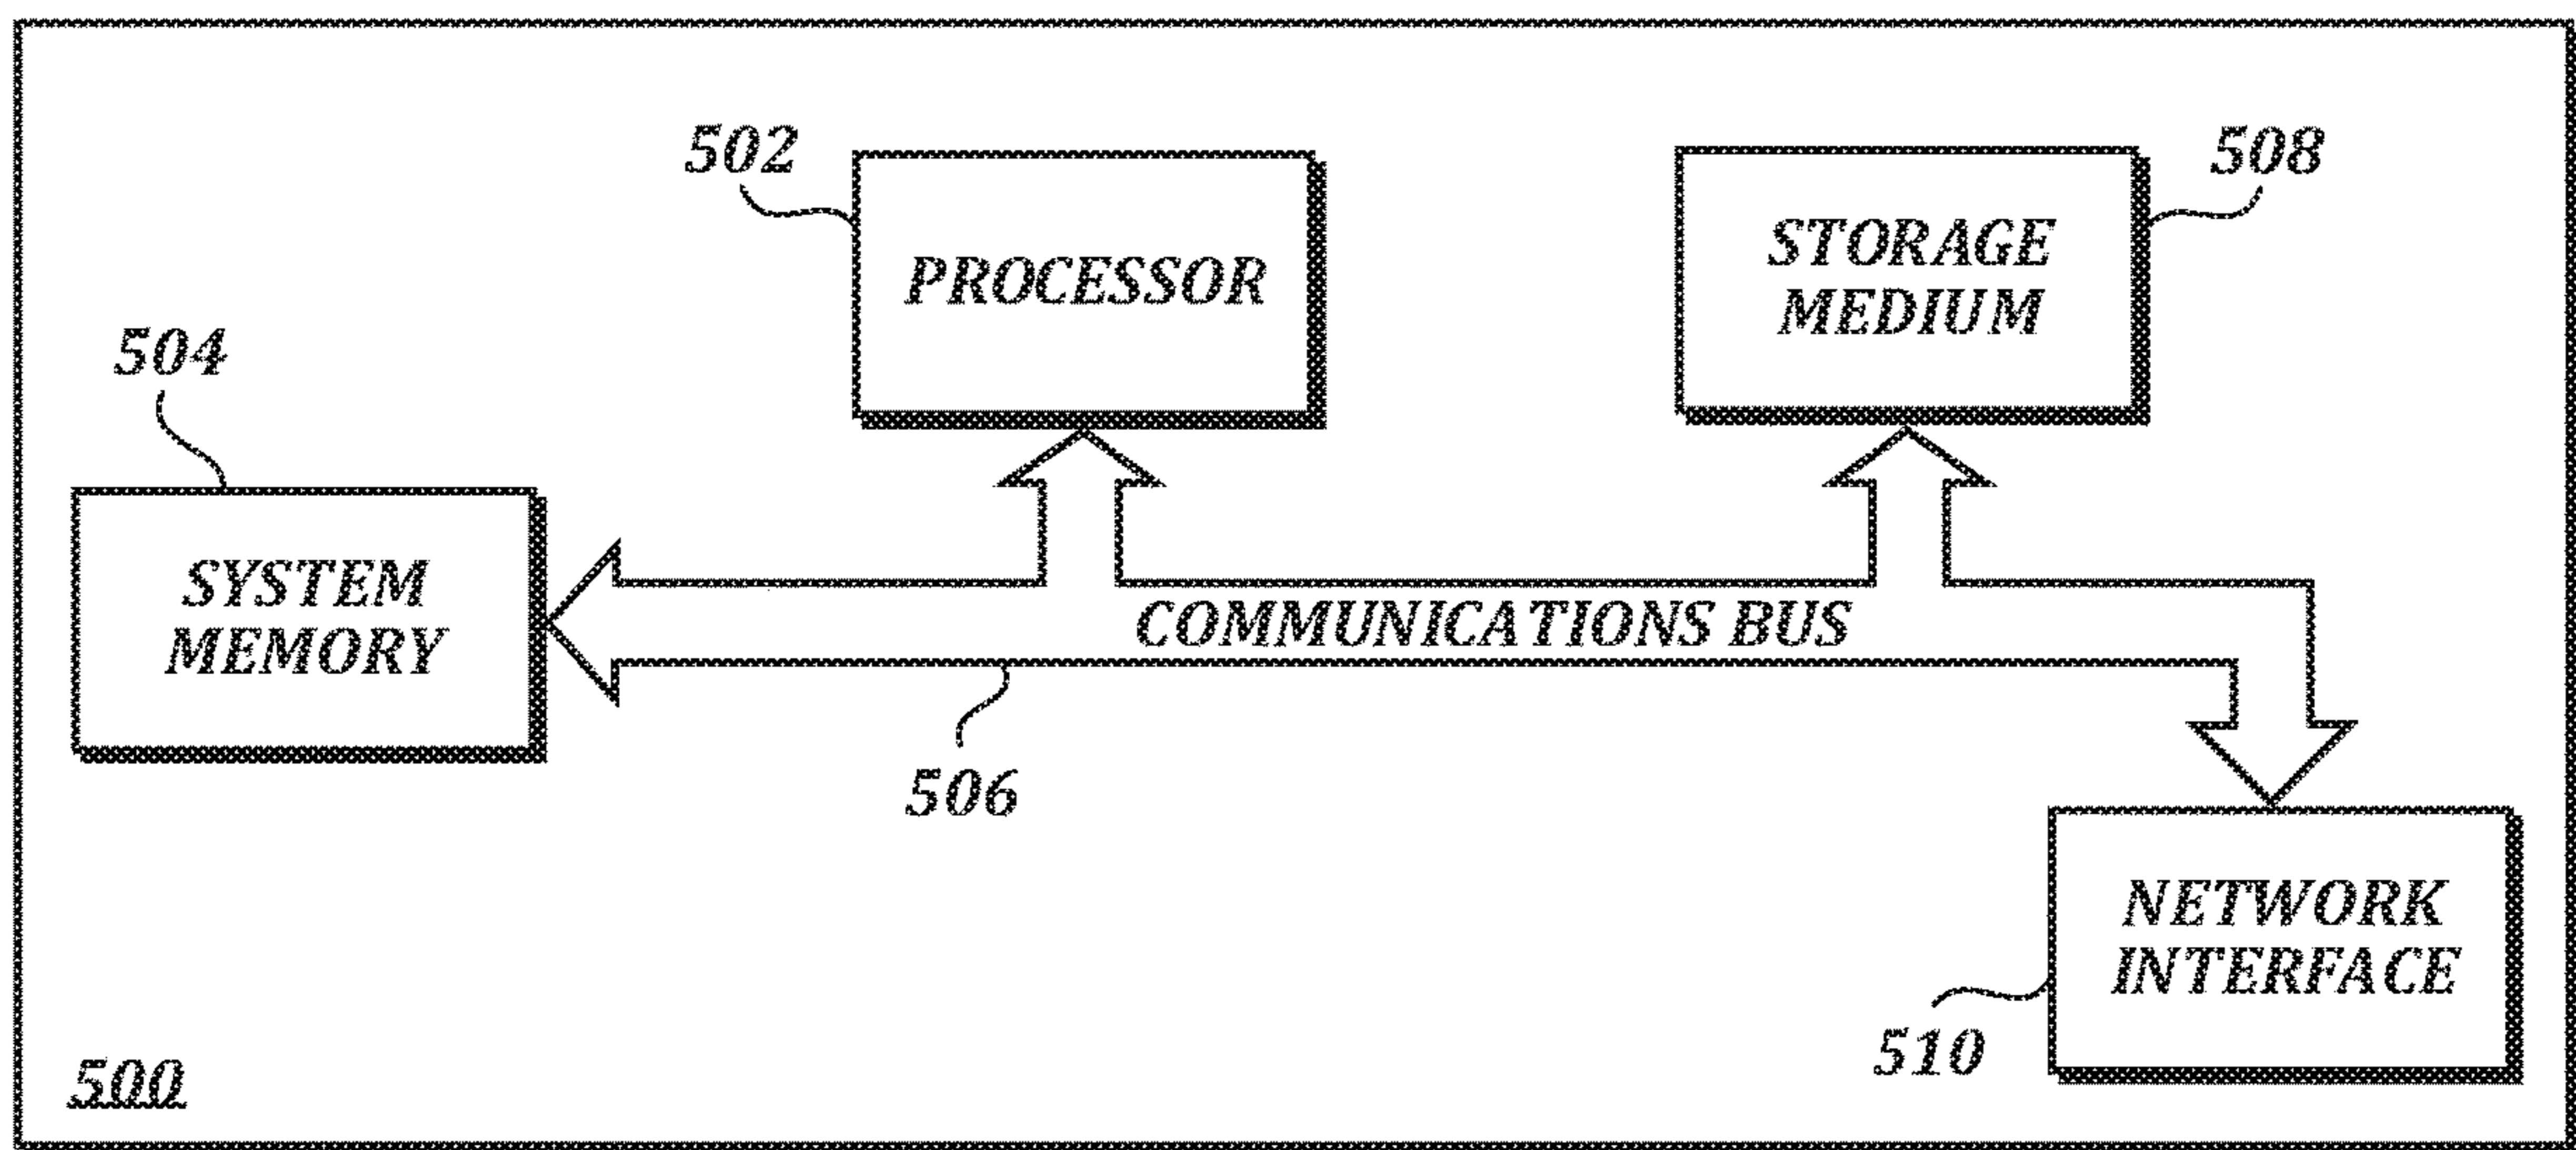 502
PROCESSOR
508
STORAGE
MEDIUM
504
SYSTEM
MEMORY
COMMUNICATIONS BUS
506
NETWORK
INTERFACE
510
500